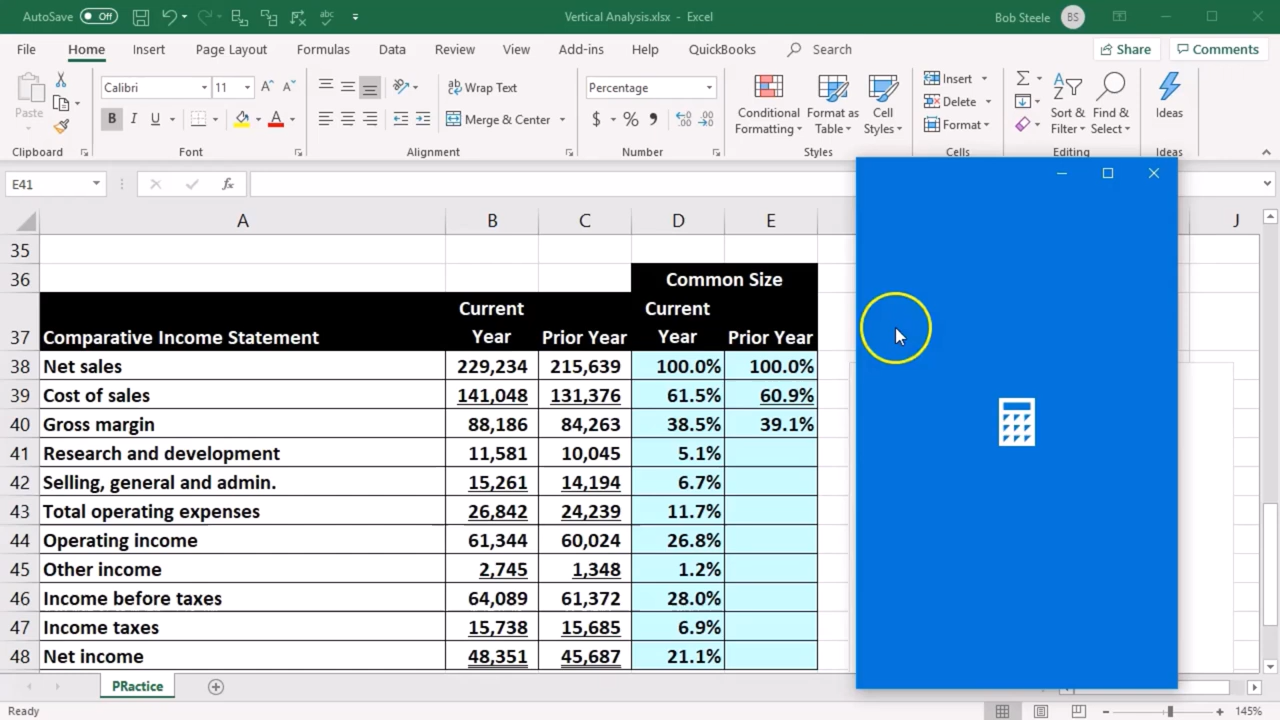 AutoSave Off Vertical Analysis.xlsx - Excel Bob Steele BS
File Home Insert Page Layout Formulas Data Review View Add-ins Help QuickBooks Search Share Comments
Paste
Clipboard
Calibri 11
B I U
Font
Wrap Text
Merge & Center
Alignment
Percentage
$ % ,
Number
Conditional Formatting
Format as Table
Cell Styles
Styles
Insert
Delete
Format
Cells
Sort & Filter
Find & Select
Editing
Ideas
Ideas
E41 fx
A B C D E J
35
36 Common Size
37 Comparative Income Statement Current Year Prior Year Current Year Prior Year
38 Net sales 229,234 215,639 100.0% 100.0%
39 Cost of sales 141,048 131,376 61.5% 60.9%
40 Gross margin 88,186 84,263 38.5% 39.1%
41 Research and development 11,581 10,045 5.1%
42 Selling, general and admin. 15,261 14,194 6.7%
43 Total operating expenses 26,842 24,239 11.7%
44 Operating income 61,344 60,024 26.8%
45 Other income 2,745 1,348 1.2%
46 Income before taxes 64,089 61,372 28.0%
47 Income taxes 15,738 15,685 6.9%
48 Net income 48,351 45,687 21.1%
PRactice
Ready 145%